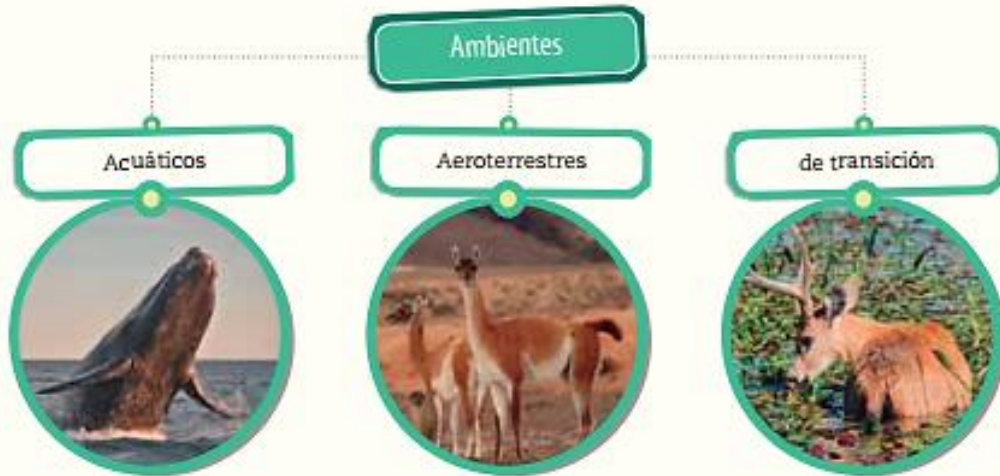 Ambientes
Acuáticos
Aeroterrestres
de transición